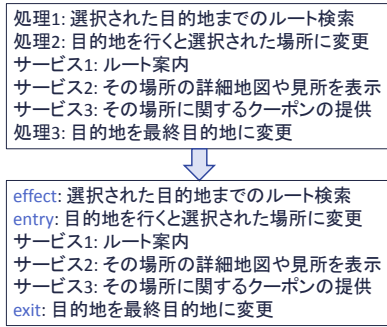 処理1: 選択された目的地までのルート検索
処理2: 目的地を行くと選択された場所に変更
サービス1: ルート案内
サービス2: その場所の詳細地図や見所を表示
サービス3: その場所に関するクーポンの提供
処理3: 目的地を最終目的地に変更
effect: 選択された目的地までのルート検索
entry: 目的地を行くと選択された場所に変更
サービス1: ルート案内
サービス2: その場所の詳細地図や見所を表示
サービス3: その場所に関するクーポンの提供
exit: 目的地を最終目的地に変更